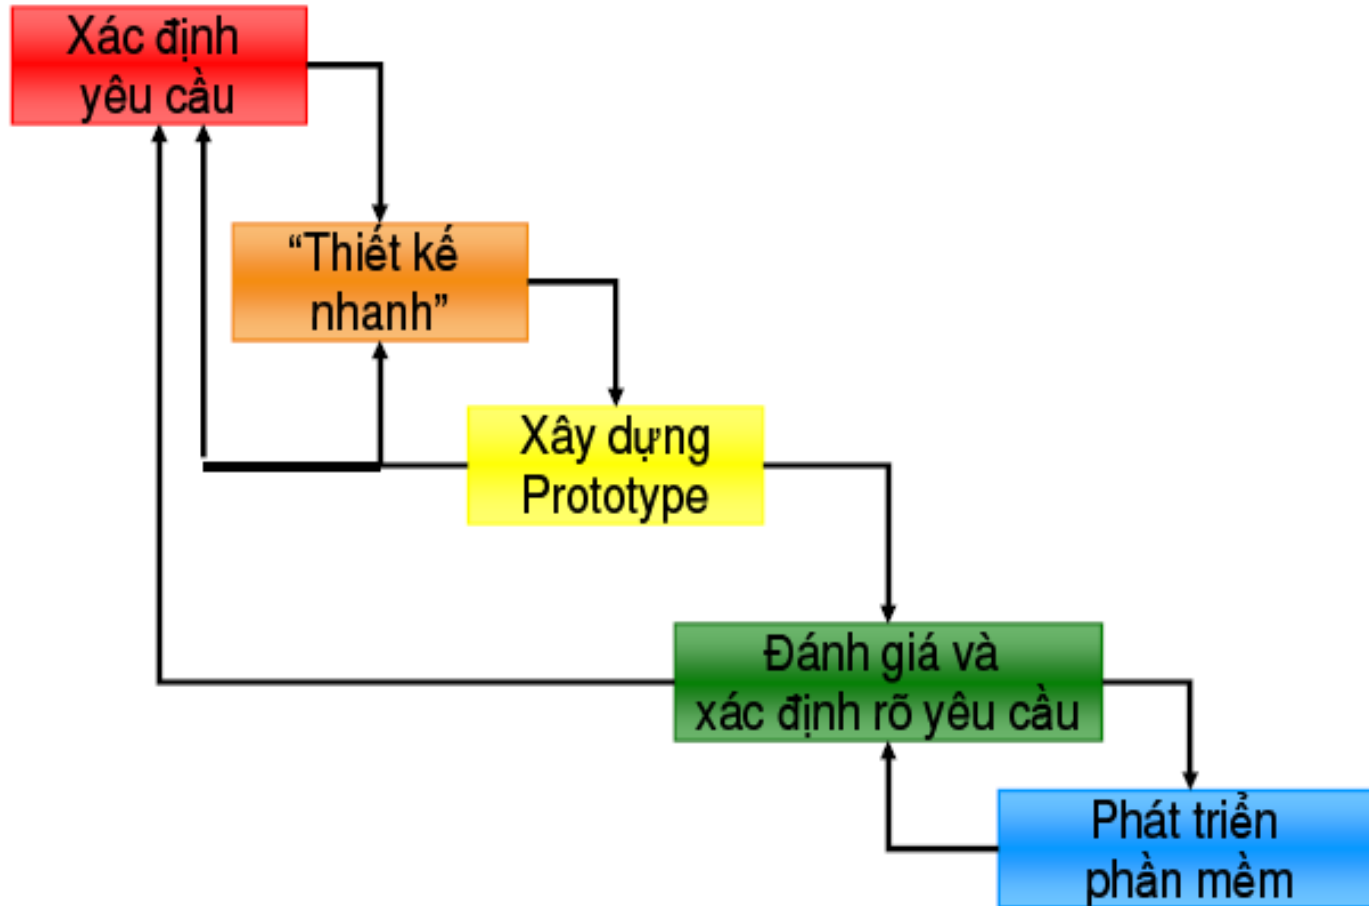 Xác định
yêu cầu
“Thiết kế
nhanh”
Xây dựng
Prototype
Đánh giá và
xác định rõ yêu cầu
Phát triển
phần mềm